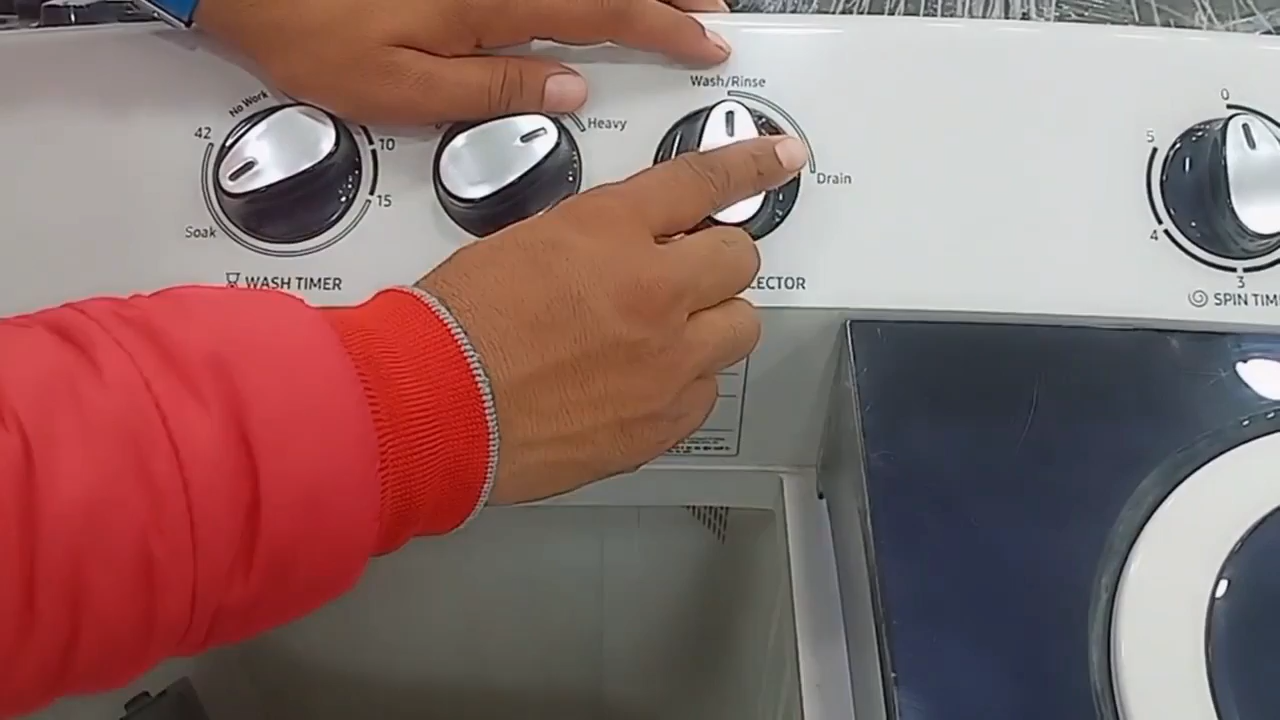 No Work
42
10
15
Soak
WASH TIMER
Heavy
Wash/Rinse
Drain
LECTOR
0
5
4
3
SPIN TIM